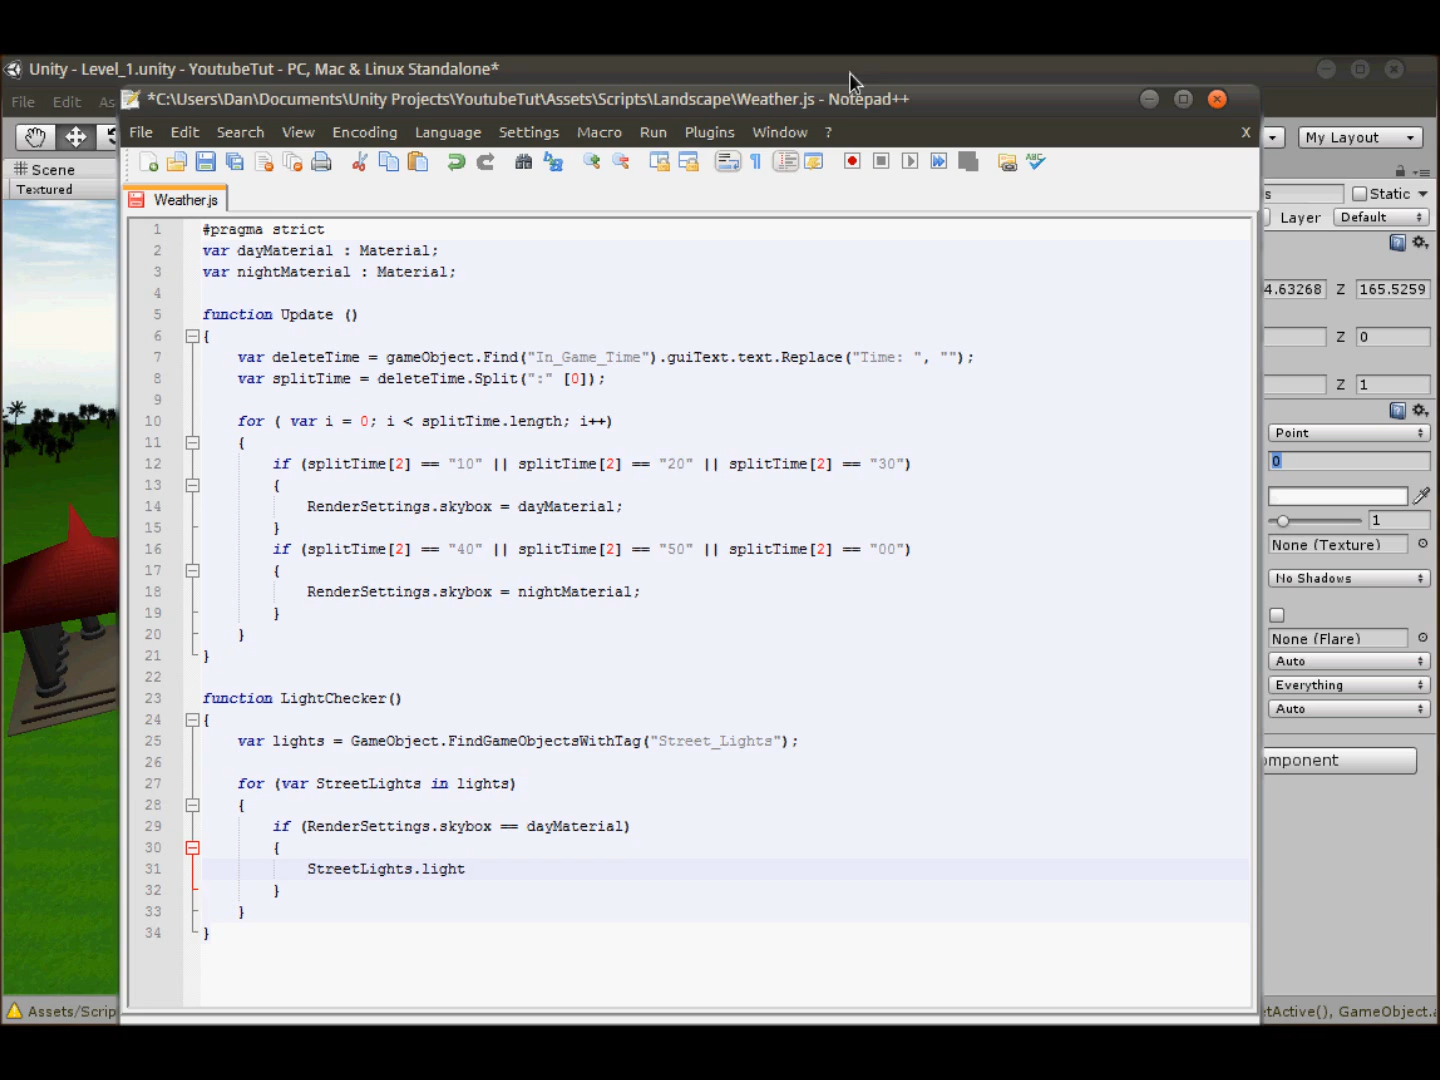 Unity - Level_1.unity - YoutubeTut - PC, Mac & Linux Standalone*
File Edit As
*C:\Users\Dan\Documents\Unity Projects\YoutubeTut\Assets\Scripts\Landscape\Weather.js - Notepad++
File Edit Search View Encoding Language Settings Macro Run Plugins Window ? X
My Layout
Scene
Textured
Weather.js
s Static
Layer Default
1 #pragma strict
2 var dayMaterial : Material;
3 var nightMaterial : Material;
4
5 function Update ()
6 {
7 var deleteTime = gameObject.Find("In_Game_Time").guiText.text.Replace("Time: ", "");
8 var splitTime = deleteTime.Split(":" [0]);
9
10 for ( var i = 0; i < splitTime.length; i++)
11 {
12 if (splitTime[2] == "10" || splitTime[2] == "20" || splitTime[2] == "30")
13 {
14 RenderSettings.skybox = dayMaterial;
15 }
16 if (splitTime[2] == "40" || splitTime[2] == "50" || splitTime[2] == "00")
17 {
18 RenderSettings.skybox = nightMaterial;
19 }
20 }
21 }
22
23 function LightChecker()
24 {
25 var lights = GameObject.FindGameObjectsWithTag("Street_Lights");
26
27 for (var StreetLights in lights)
28 {
29 if (RenderSettings.skybox == dayMaterial)
30 {
31 StreetLights.light
32 }
33 }
34 }
4.63268 Z 165.5259
Z 0
Z 1
Point
0
1
None (Texture)
No Shadows
None (Flare)
Auto
Everything
Auto
omponent
Assets/Scrip
etActive(), GameObject.a